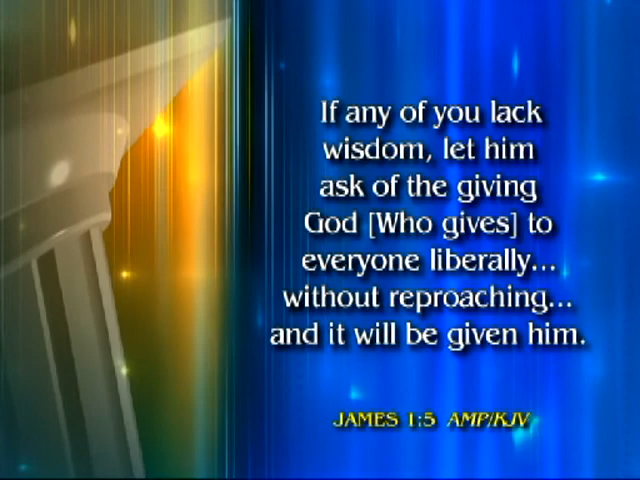 If any of you lack
wisdom, let him
ask of the giving
God [Who gives] to
everyone liberally...
without reproaching...
and it will be given him.
JAMES 1:5 AMP/KJV